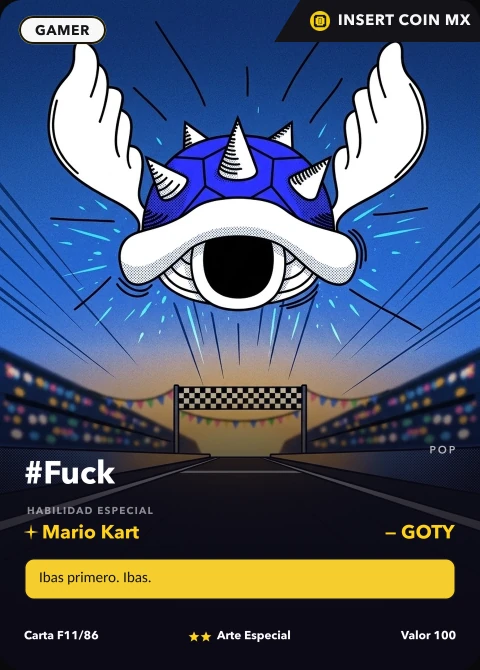 GAMER
INSERT COIN MX
POP
#Fuck
HABILIDAD ESPECIAL
Mario Kart
– GOTY
Ibas primero. Ibas.
Carta F11/86
Arte Especial
Valor 100